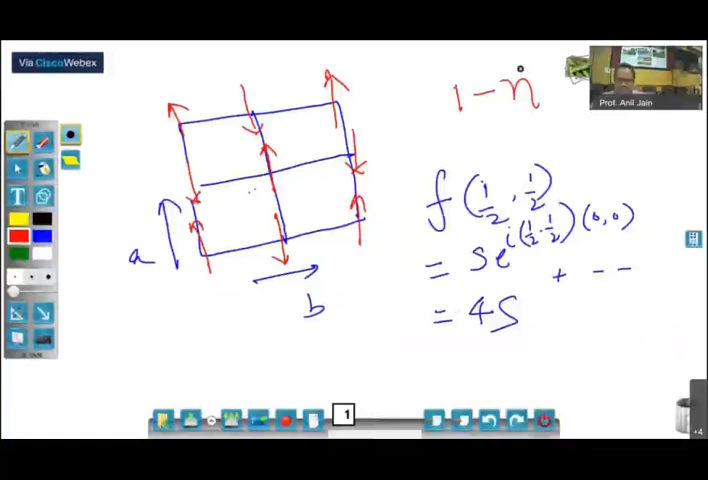 Via Cisco Webex
Prof. Anil Jain
1 - n
f(1/2, 1/2)
= s e^{i(1/2, 1/2)(0,0)} + - -
= 4S
a
b
1
+4